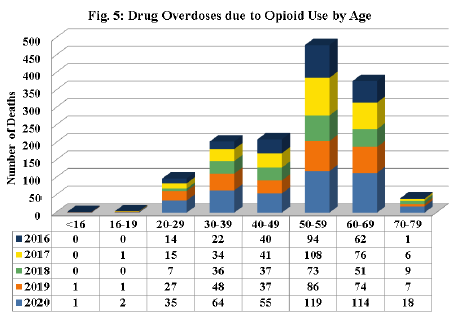 Fig. 5: Drug Overdoses due to Opioid Use by Age
Number of Deaths
500
450
400
350
300
250
200
150
100
50
0
<16 16-19 20-29 30-39 40-49 50-59 60-69 70-79
2016 0 0 14 22 40 94 62 1
2017 0 1 15 34 41 108 76 6
2018 0 0 7 36 37 73 51 9
2019 1 1 27 48 37 86 74 7
2020 1 2 35 64 55 119 114 18